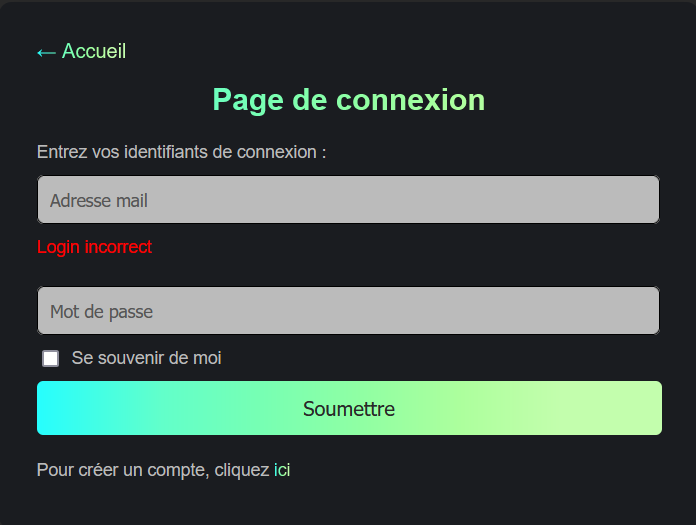 ← Accueil
Page de connexion
Entrez vos identifiants de connexion :
Adresse mail
Login incorrect
Mot de passe
Se souvenir de moi
Soumettre
Pour créer un compte, cliquez ici